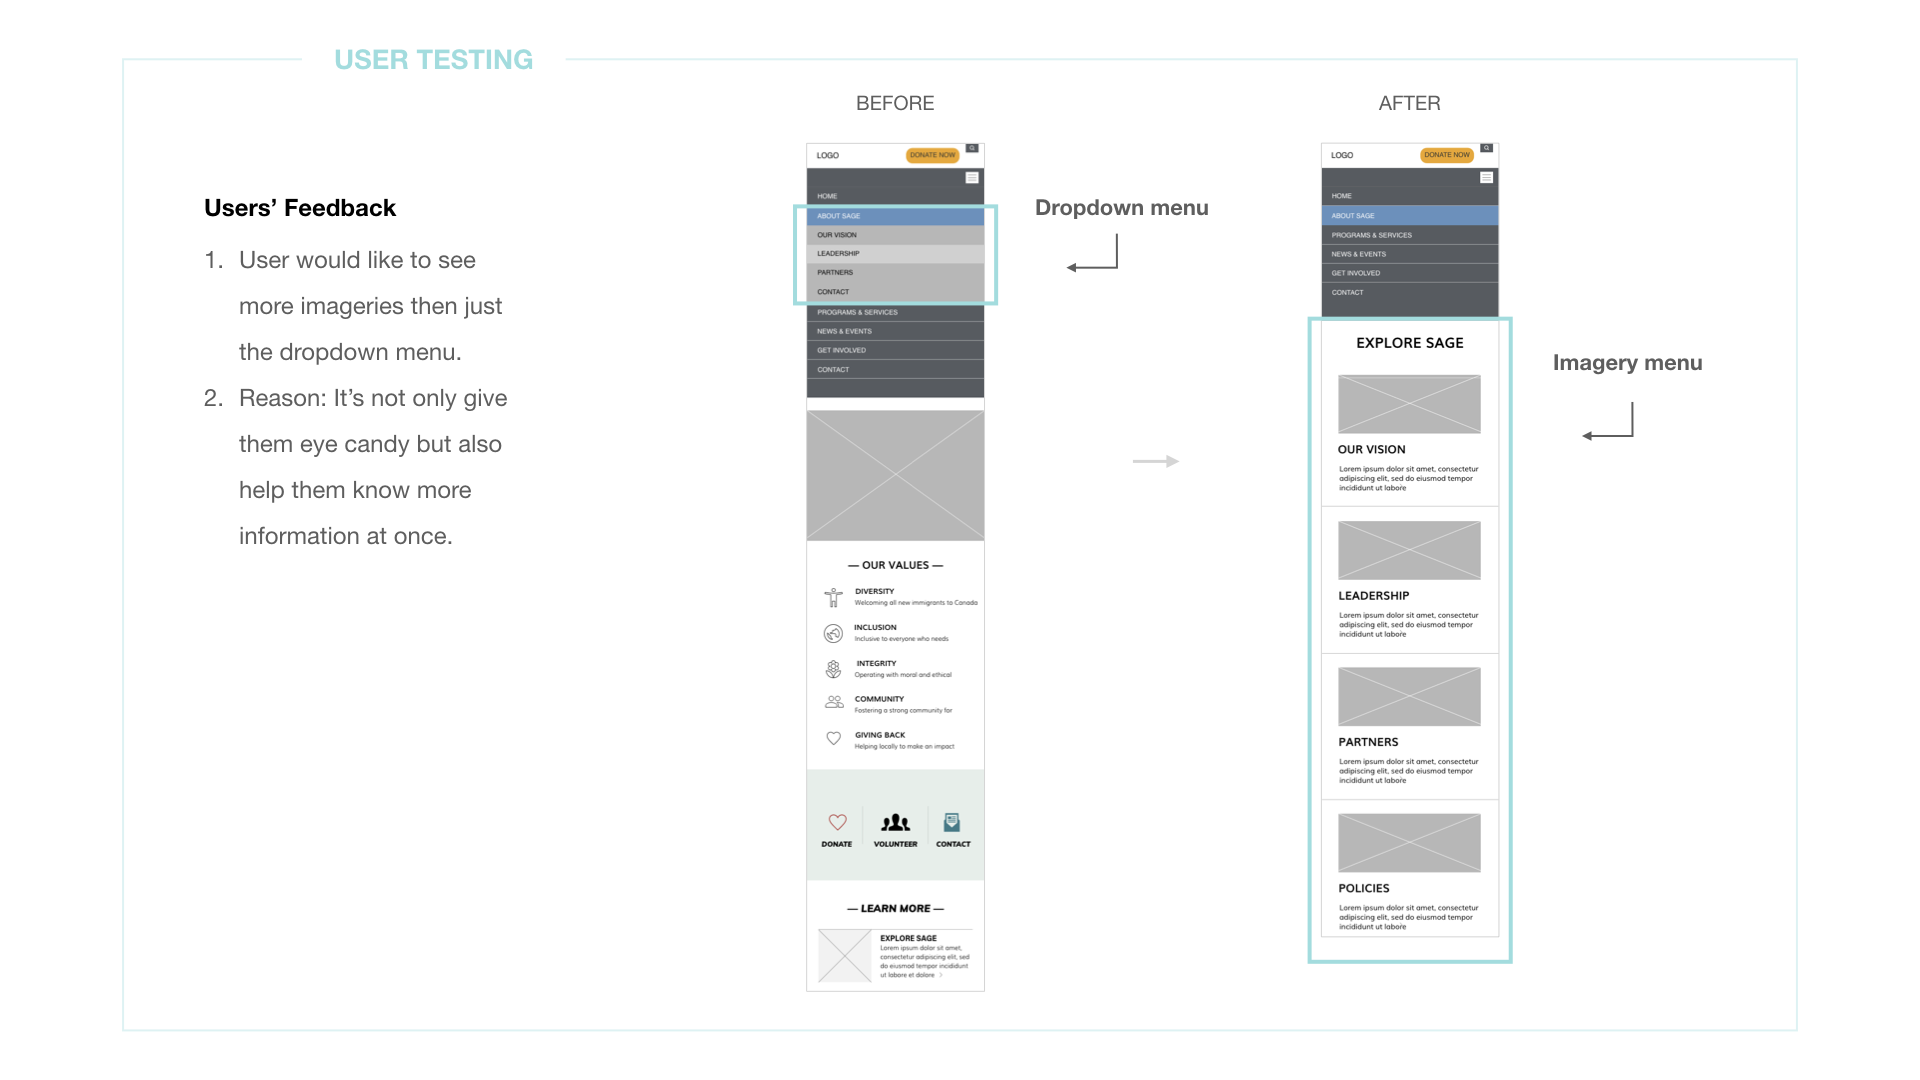 USER TESTING
BEFORE
AFTER
Users’ Feedback
1. User would like to see
more imageries then just
the dropdown menu.
2. Reason: It’s not only give
them eye candy but also
help them know more
information at once.
LOGO
DONATE NOW
HOME
ABOUT SAGE
OUR VISION
LEADERSHIP
PARTNERS
CONTACT
PROGRAMS & SERVICES
NEWS & EVENTS
GET INVOLVED
CONTACT
— OUR VALUES —
DIVERSITY
Welcoming all new immigrants to Canada
INCLUSION
Inclusive to everyone who needs
INTEGRITY
Operating with moral and ethical
COMMUNITY
Fostering a strong community for
GIVING BACK
Helping locally to make an impact
DONATE
VOLUNTEER
CONTACT
— LEARN MORE —
EXPLORE SAGE
Lorem ipsum dolor sit amet,
consectetur adipiscing elit, sed
do eiusmod tempor incididunt
ut labore et dolore >
Dropdown menu
LOGO
DONATE NOW
HOME
ABOUT SAGE
PROGRAMS & SERVICES
NEWS & EVENTS
GET INVOLVED
CONTACT
EXPLORE SAGE
OUR VISION
Lorem ipsum dolor sit amet, consectetur
adipiscing elit, sed do eiusmod tempor
incididunt ut labore
LEADERSHIP
Lorem ipsum dolor sit amet, consectetur
adipiscing elit, sed do eiusmod tempor
incididunt ut labore
PARTNERS
Lorem ipsum dolor sit amet, consectetur
adipiscing elit, sed do eiusmod tempor
incididunt ut labore
POLICIES
Lorem ipsum dolor sit amet, consectetur
adipiscing elit, sed do eiusmod tempor
incididunt ut labore
Imagery menu